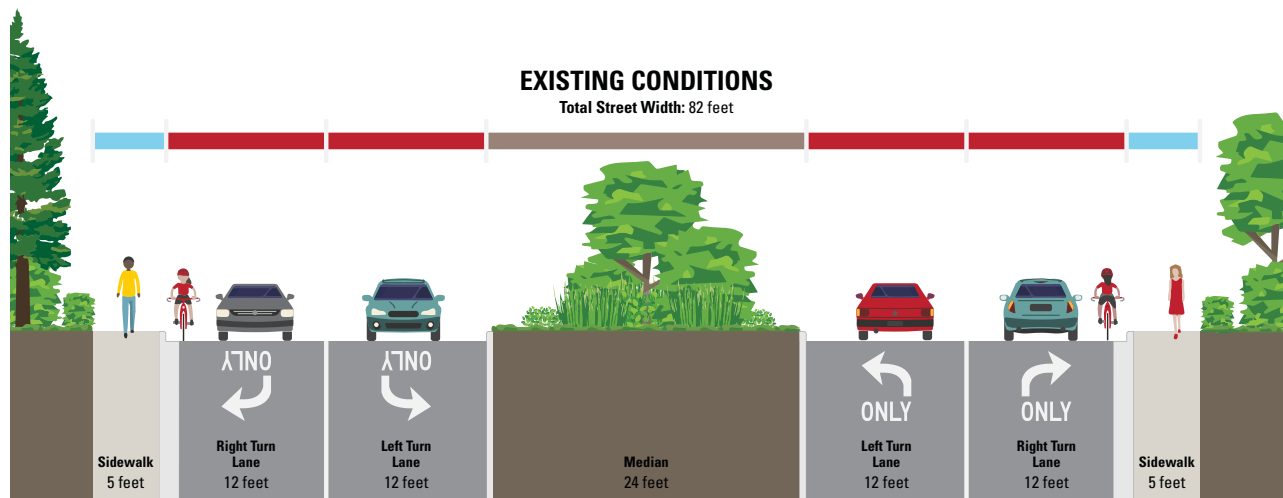 EXISTING CONDITIONS
Total Street Width: 82 feet
ONLY
ONLY
ONLY
ONLY
Sidewalk
5 feet
Right Turn
Lane
12 feet
Left Turn
Lane
12 feet
Median
24 feet
Left Turn
Lane
12 feet
Right Turn
Lane
12 feet
Sidewalk
5 feet